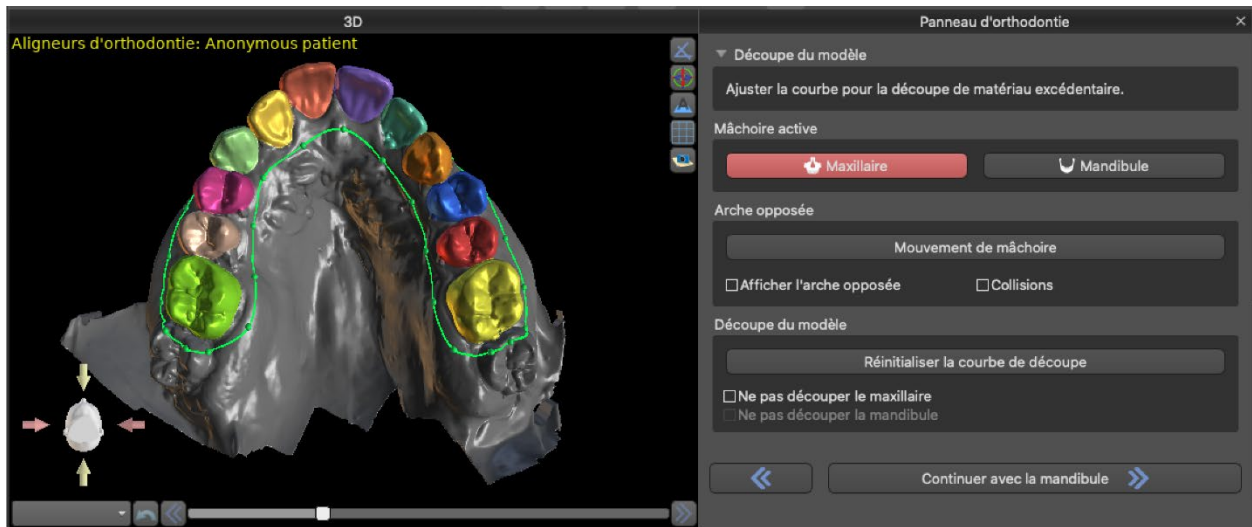 3D
Aligneurs d'orthodontie: Anonymous patient
Panneau d'orthodontie
Découpe du modèle
Ajuster la courbe pour la découpe de matériau excédentaire.
Mâchoire active
Maxillaire
Mandibule
Arche opposée
Mouvement de mâchoire
Afficher l'arche opposée
Collisions
Découpe du modèle
Réinitialiser la courbe de découpe
Ne pas découper le maxillaire
Ne pas découper la mandibule
Continuer avec la mandibule